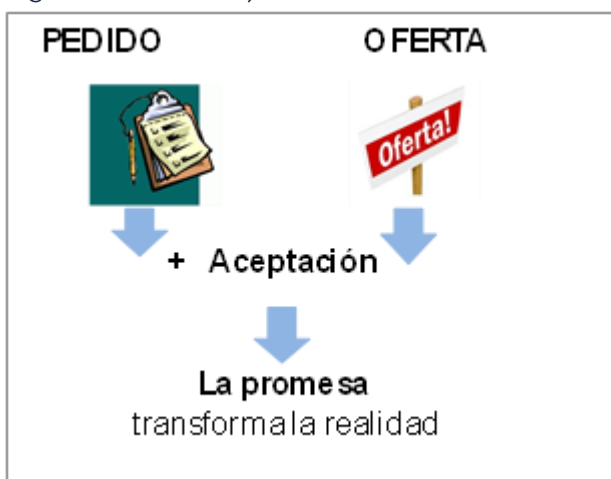 PEDIDO OFERTA
Oferta!
+ Aceptación
La promesa
transforma la realidad